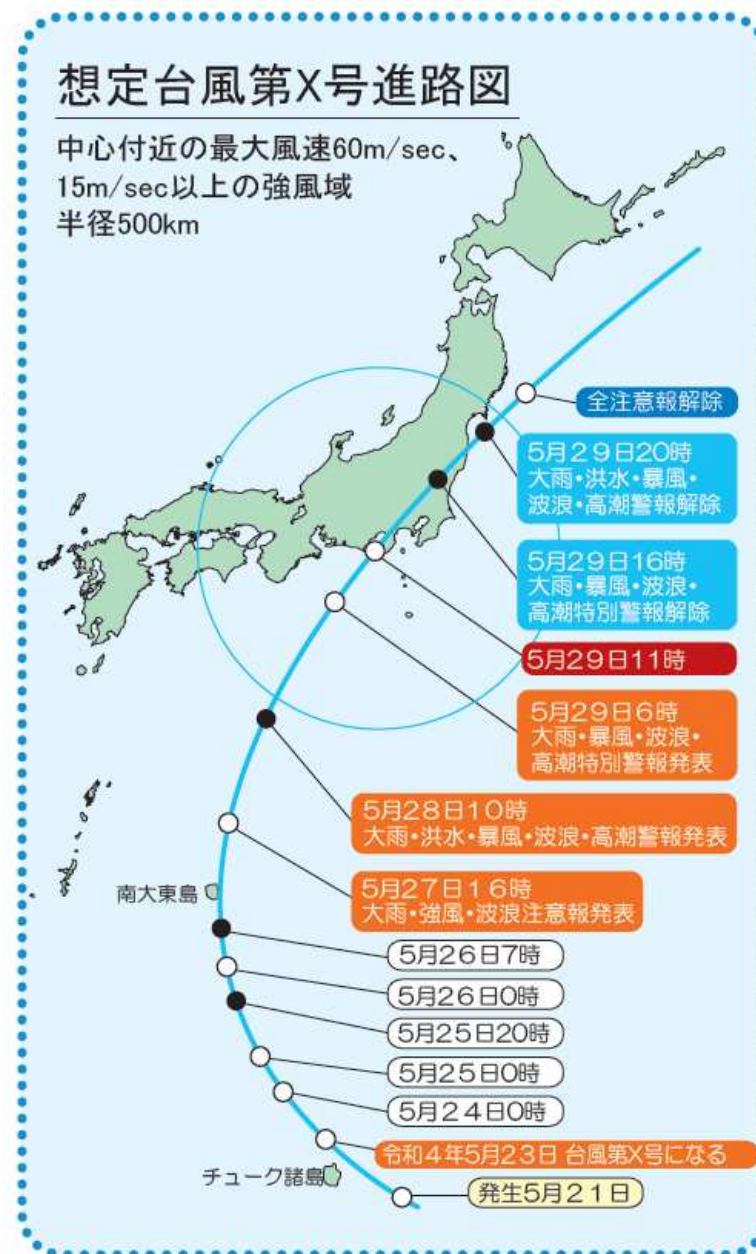 想定台風第X号進路図
中心付近の最大風速60m/sec、
15m/sec以上の強風域
半径500km
全注意報解除
5月29日20時
大雨・洪水・暴風・
波浪・高潮警報解除
5月29日16時
大雨・暴風・波浪・
高潮特別警報解除
5月29日11時
5月29日6時
大雨・暴風・波浪・
高潮特別警報発表
5月28日10時
大雨・洪水・暴風・波浪・高潮警報発表
南大東島
5月27日16時
大雨・強風・波浪注意報発表
5月26日7時
5月26日0時
5月25日20時
5月25日0時
5月24日0時
令和4年5月23日 台風第X号になる
チューク諸島
発生5月21日